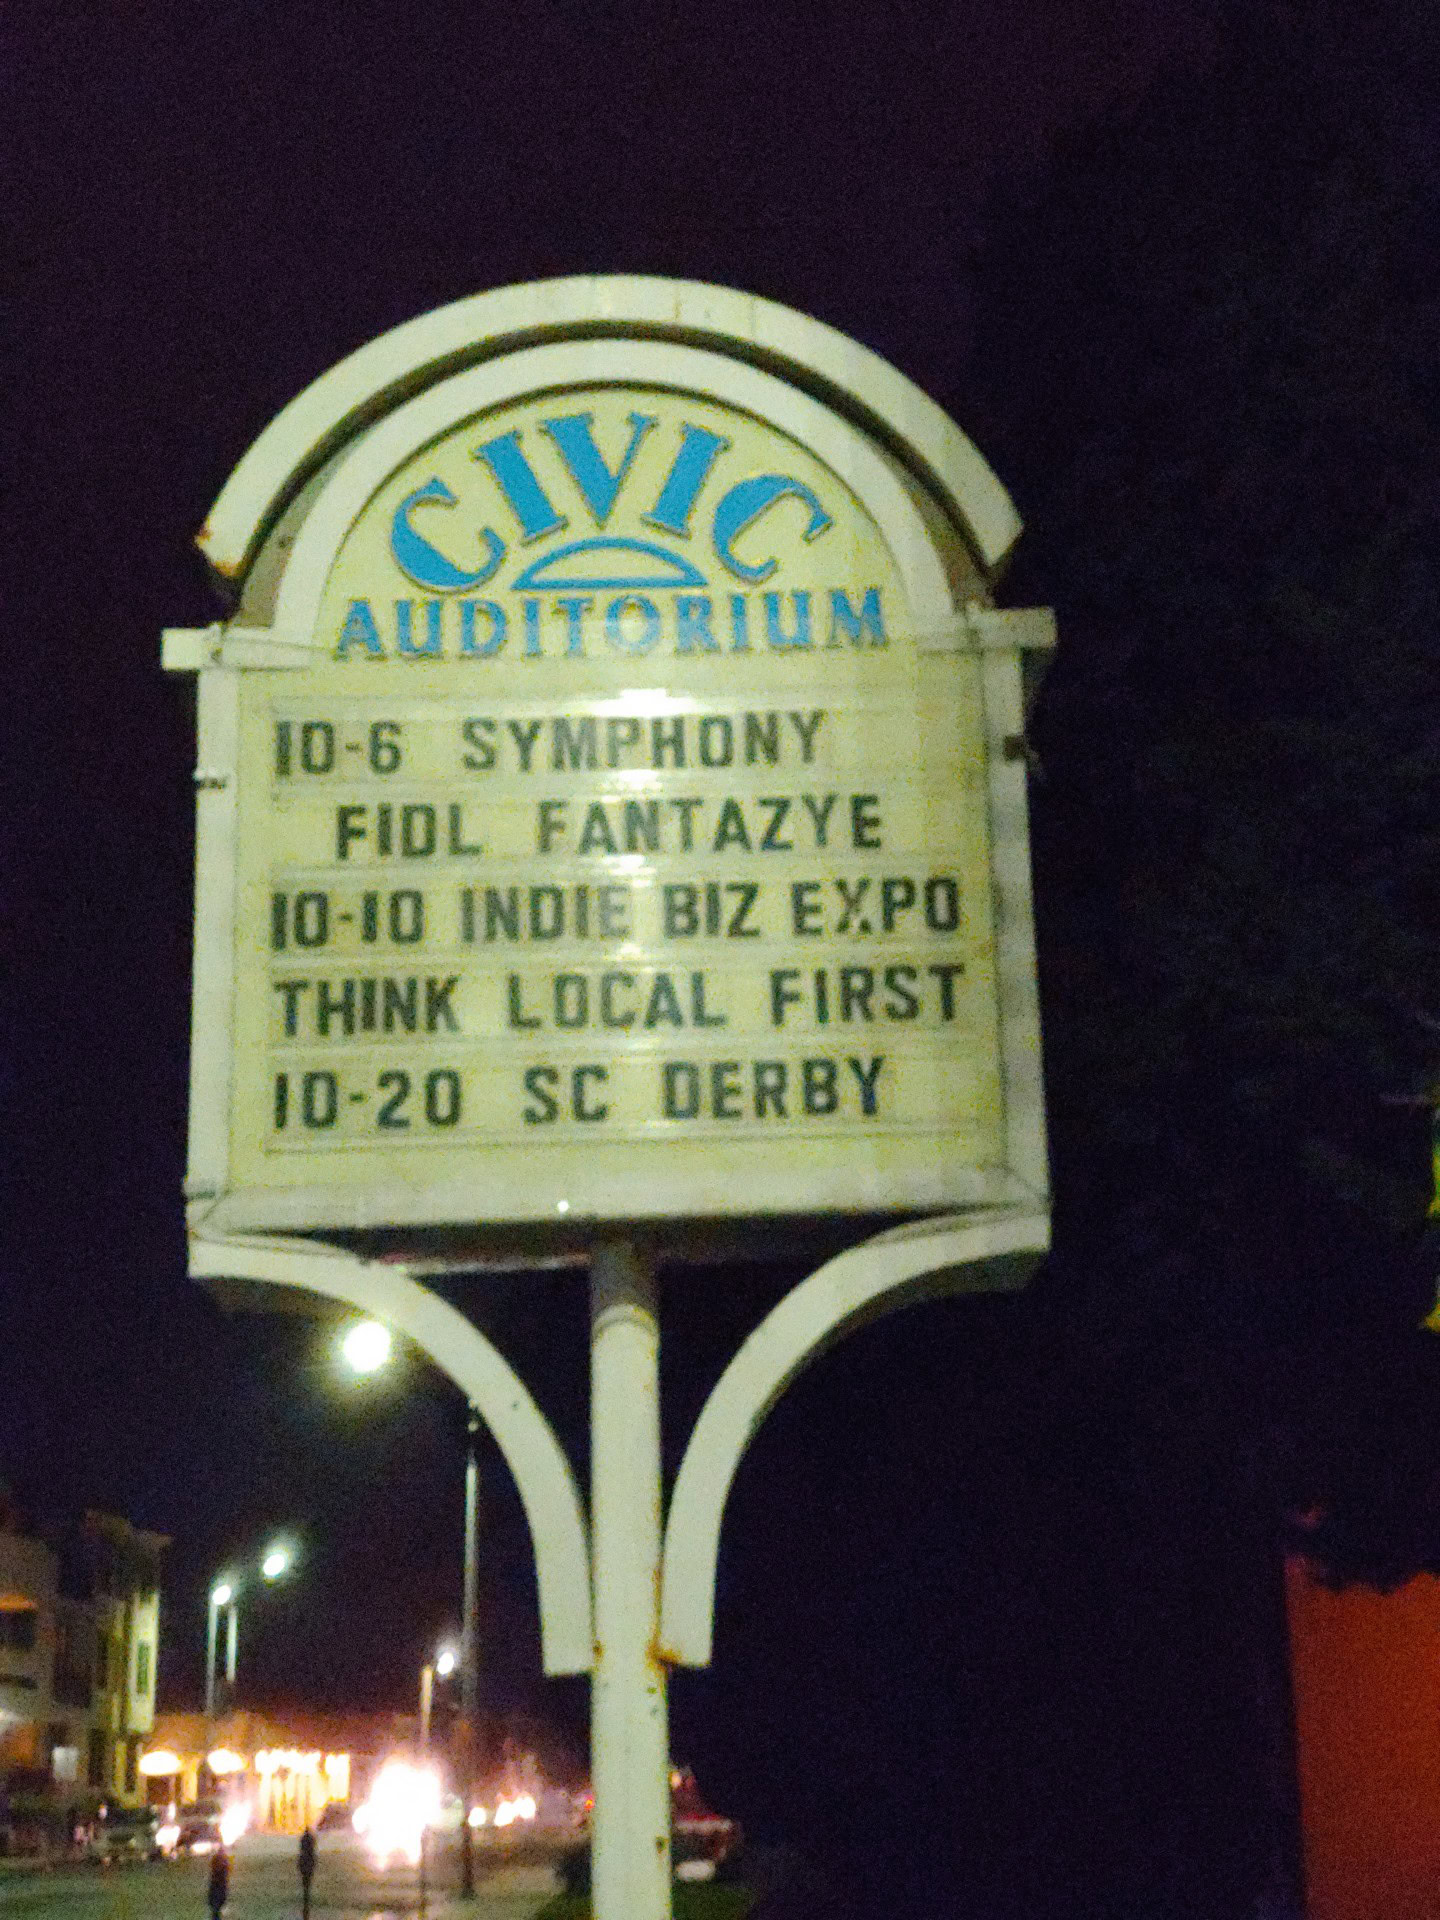 CIVIC
AUDITORIUM
10-6 SYMPHONY
FIDL FANTAZYE
10-10 INDIE BIZ EXPO
THINK LOCAL FIRST
10-20 SC DERBY